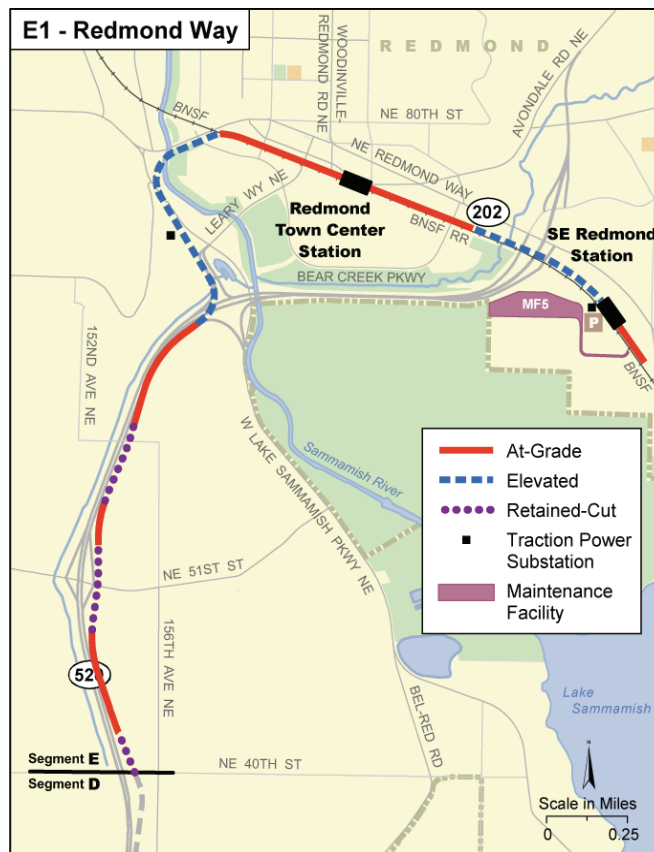 E1 - Redmond Way
REDMOND
WOODINVILLE-
REDMOND RD NE
AVONDALE RD NE
BNSF
NE 80TH ST
NE REDMOND WAY
LEARY WY NE
202
Redmond
Town Center
Station
BNSF RR
SE Redmond
Station
BEAR CREEK PKWY
MF5
P
BNSF
152ND AVE NE
W LAKE SAMMAMISH PKWY NE
Sammamish River
At-Grade
Elevated
Retained-Cut
Traction Power
Substation
Maintenance
Facility
NE 51ST ST
156TH AVE NE
520
BEL-RED RD
Lake
Sammamish
Segment E
Segment D
NE 40TH ST
N
Scale in Miles
0 0.25